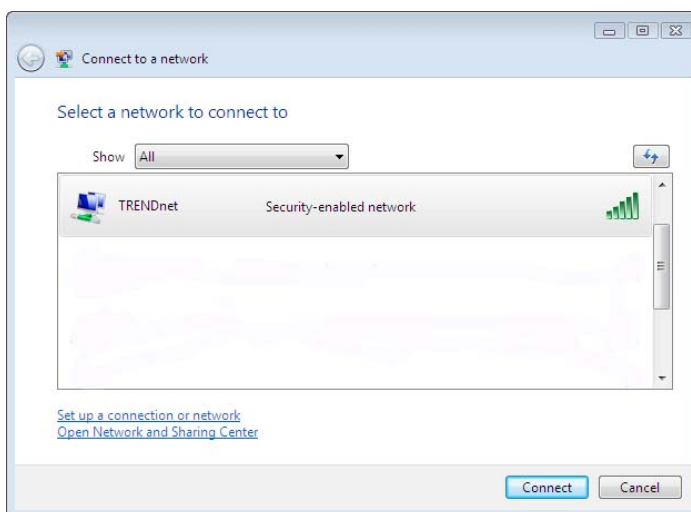 Connect to a network
Select a network to connect to
Show All
TRENDnet Security-enabled network
Set up a connection or network
Open Network and Sharing Center
Connect Cancel